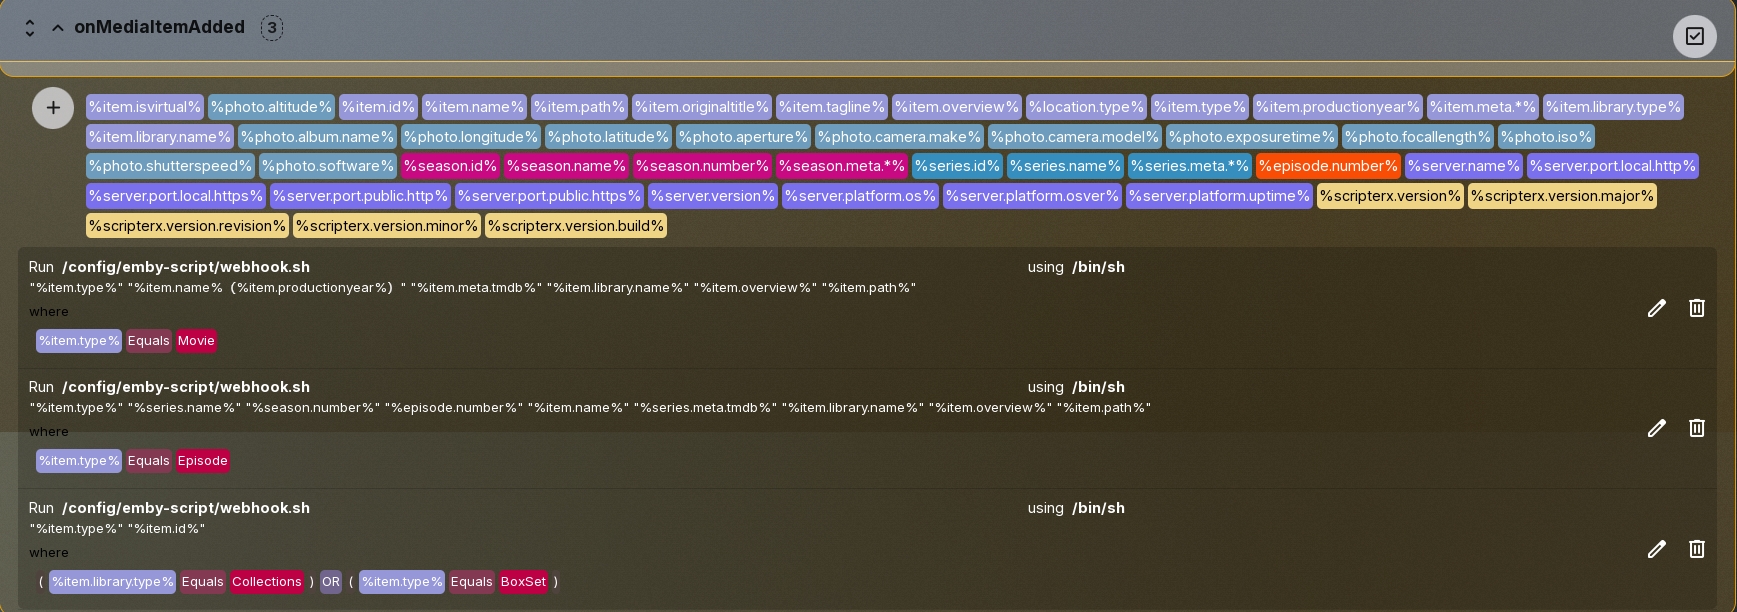 onMediaItemAdded 3
%item.isvirtual% %photo.altitude% %item.id% %item.name% %item.path% %item.originaltitle% %item.tagline% %item.overview% %location.type% %item.type% %item.productionyear% %item.meta.*% %item.library.type%
%item.library.name% %photo.album.name% %photo.longitude% %photo.latitude% %photo.aperture% %photo.camera.make% %photo.camera.model% %photo.exposuretime% %photo.focallength% %photo.iso%
%photo.shutterspeed% %photo.software% %season.id% %season.name% %season.number% %season.meta.*% %series.id% %series.name% %series.meta.*% %episode.number% %server.name% %server.port.local.http%
%server.port.local.https% %server.port.public.http% %server.port.public.https% %server.version% %server.platform.os% %server.platform.osver% %server.platform.uptime% %scripterx.version% %scripterx.version.major%
%scripterx.version.revision% %scripterx.version.minor% %scripterx.version.build%
Run /config/emby-script/webhook.sh using /bin/sh
"%item.type%" "%item.name% (%item.productionyear%) " "%item.meta.tmdb%" "%item.library.name%" "%item.overview%" "%item.path%"
where
%item.type% Equals Movie
Run /config/emby-script/webhook.sh using /bin/sh
"%item.type%" "%series.name%" "%season.number%" "%episode.number%" "%item.name%" "%series.meta.tmdb%" "%item.library.name%" "%item.overview%" "%item.path%"
where
%item.type% Equals Episode
Run /config/emby-script/webhook.sh using /bin/sh
"%item.type%" "%item.id%"
where
( %item.library.type% Equals Collections ) OR ( %item.type% Equals BoxSet )